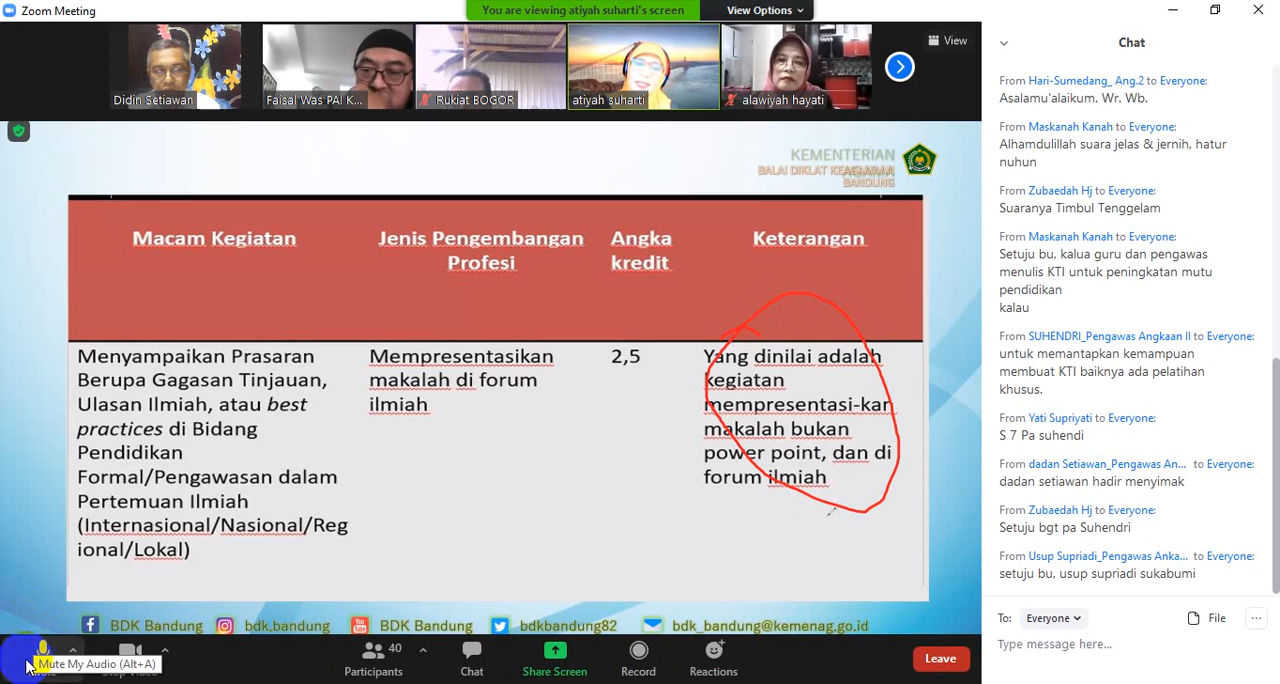 Zoom Meeting
You are viewing atiyah suharti's screen
View Options
Didin Setiawan
Faisal Was PAI K...
Rukiat BOGOR
atiyah suharti
alawiyah hayati
View
KEMENTERIAN
BALAI DIKLAT KEAGAMAAN
BANDUNG
Macam Kegiatan
Jenis Pengembangan
Profesi
Angka
kredit
Keterangan
Menyampaikan Prasaran
Berupa Gagasan Tinjauan,
Ulasan Ilmiah, atau best
practices di Bidang
Pendidikan
Formal/Pengawasan dalam
Pertemuan Ilmiah
(Internasional/Nasional/Reg
ional/Lokal)
Mempresentasikan
makalah di forum
ilmiah
2,5
Yang dinilai adalah
kegiatan
mempresentasi-kan
makalah bukan
power point, dan di
forum ilmiah
BDK Bandung
bdk.bandung
BDK Bandung
bdkbandung82
bdk_bandung@kemenag.go.id
Mute My Audio (Alt+A)
40
Participants
Chat
Share Screen
Record
Reactions
Leave
Chat
From Hari-Sumedang_ Ang.2 to Everyone:
Asalamu'alaikum. Wr. Wb.
From Maskanah Kanah to Everyone:
Alhamdulillah suara jelas & jernih, hatur
nuhun
From Zubaedah Hj to Everyone:
Suaranya Timbul Tenggelam
From Maskanah Kanah to Everyone:
Setuju bu, kalua guru dan pengawas
menulis KTI untuk peningkatan mutu
pendidikan
kalau
From SUHENDRI_Pengawas Angkaan II to Everyone:
untuk memantapkan kemampuan
membuat KTI baiknya ada pelatihan
khusus.
From Yati Supriyati to Everyone:
S 7 Pa suhendi
From dadan Setiawan_Pengawas An... to Everyone:
dadan setiawan hadir menyimak
From Zubaedah Hj to Everyone:
Setuju bgt pa Suhendri
From Usup Supriadi_Pengawas Anka... to Everyone:
setuju bu, usup supriadi sukabumi
To: Everyone
File
Type message here...